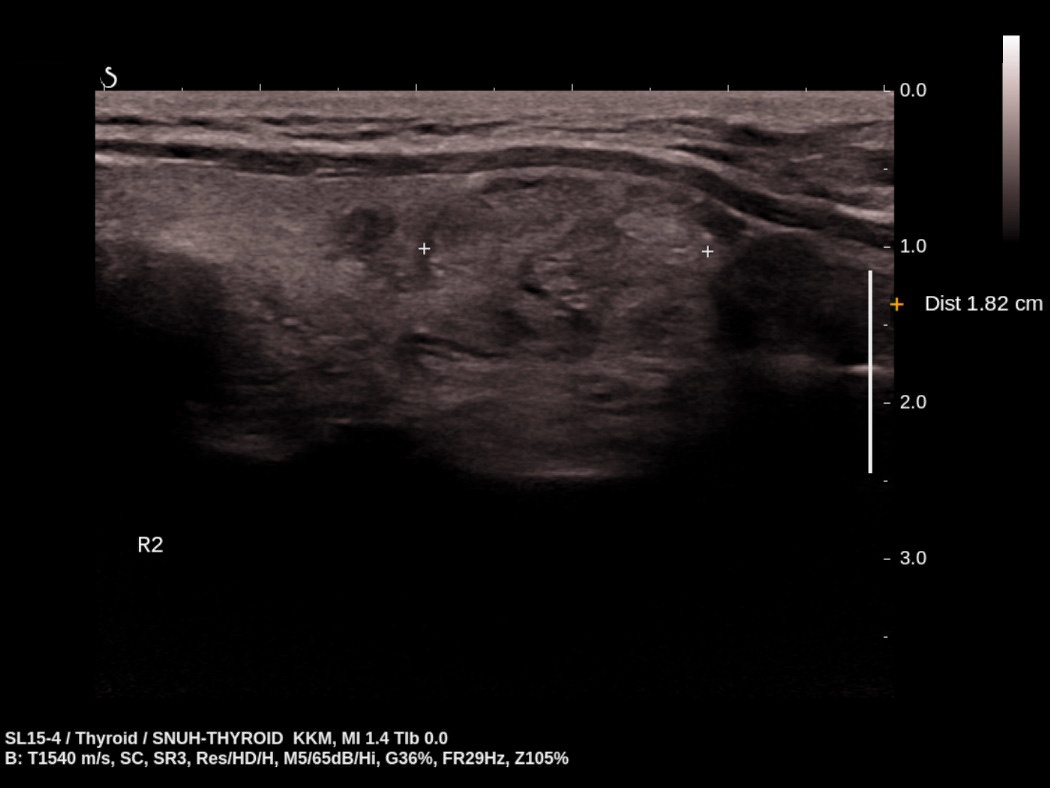 S
0.0
1.0
Dist 1.82 cm
2.0
R2
3.0
SL15-4 / Thyroid / SNUH-THYROID KKM, MI 1.4 TIb 0.0
B: T1540 m/s, SC, SR3, Res/HD/H, M5/65dB/Hi, G36%, FR29Hz, Z105%